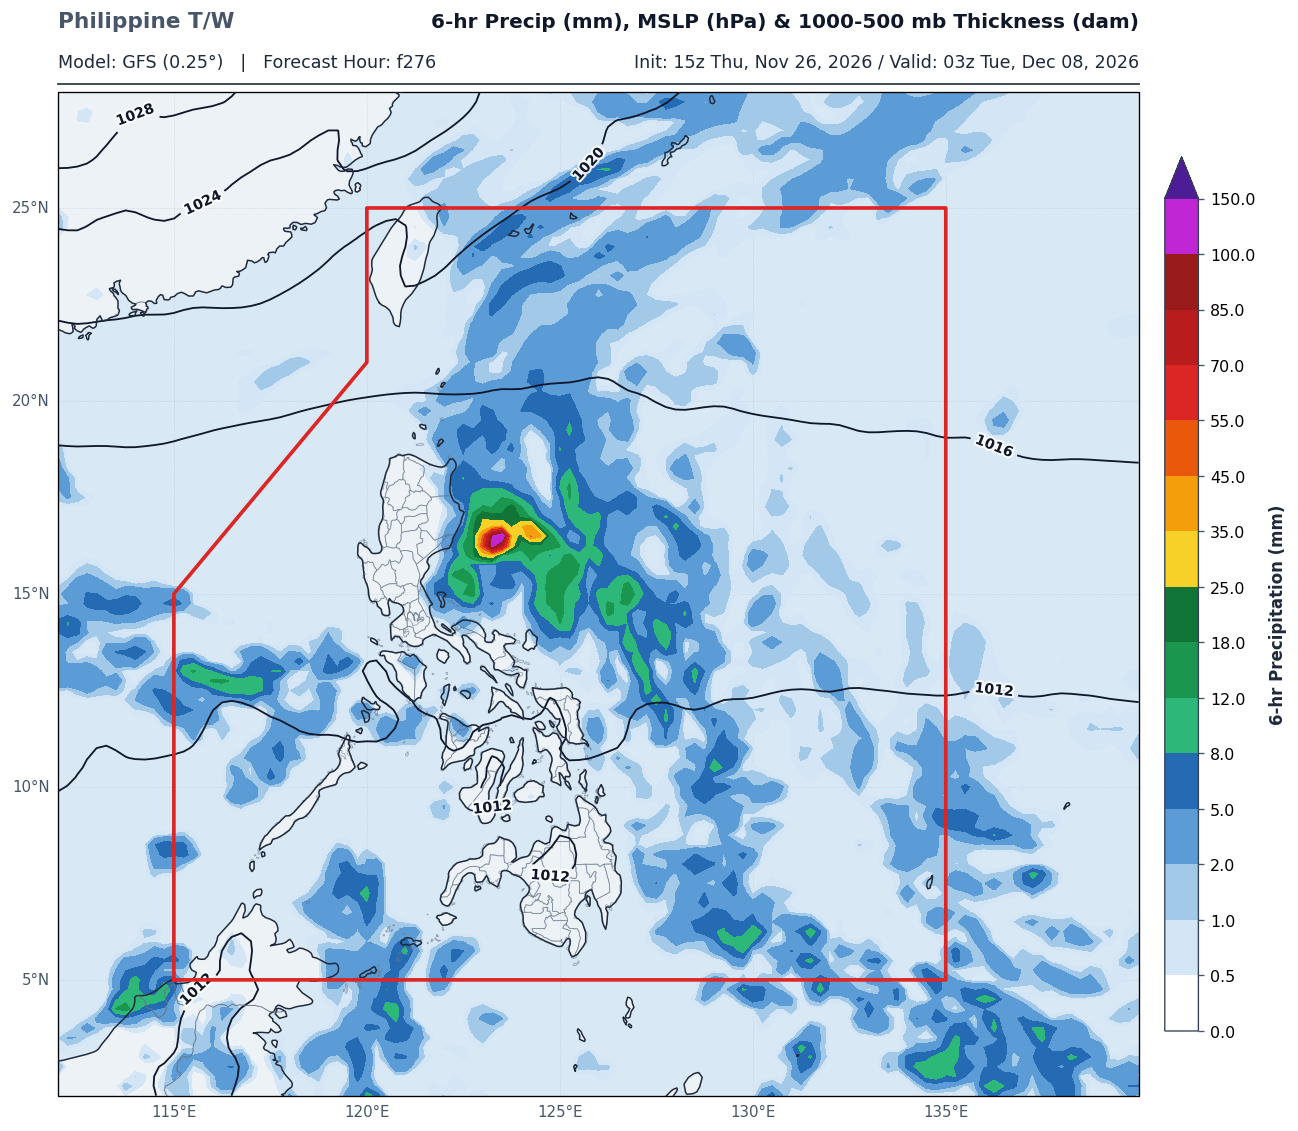 Philippine T/W
6-hr Precip (mm), MSLP (hPa) & 1000-500 mb Thickness (dam)
Model: GFS (0.25°) | Forecast Hour: f276
Init: 15z Thu, Nov 26, 2026 / Valid: 03z Tue, Dec 08, 2026
1028
1024
1020
1016
1012
1012
1012
1012
25°N
20°N
15°N
10°N
5°N
115°E
120°E
125°E
130°E
135°E
150.0
100.0
85.0
70.0
55.0
45.0
35.0
25.0
18.0
12.0
8.0
5.0
2.0
1.0
0.5
0.0
6-hr Precipitation (mm)